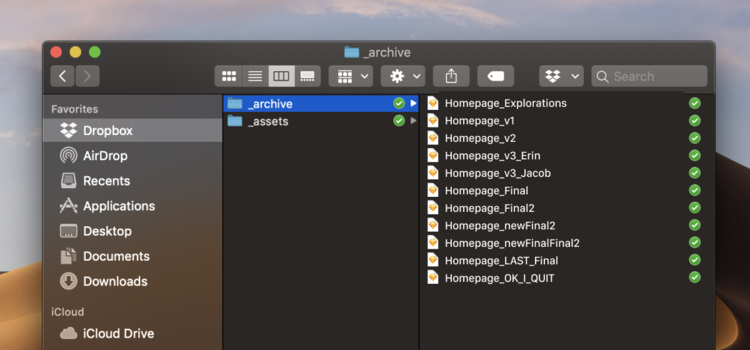 _archive
Search
Favorites
Dropbox
AirDrop
Recents
Applications
Desktop
Documents
Downloads
iCloud
iCloud Drive
_archive
_assets
Homepage_Explorations
Homepage_v1
Homepage_v2
Homepage_v3_Erin
Homepage_v3_Jacob
Homepage_Final
Homepage_Final2
Homepage_newFinal2
Homepage_newFinalFinal2
Homepage_LAST_Final
Homepage_OK_I_QUIT